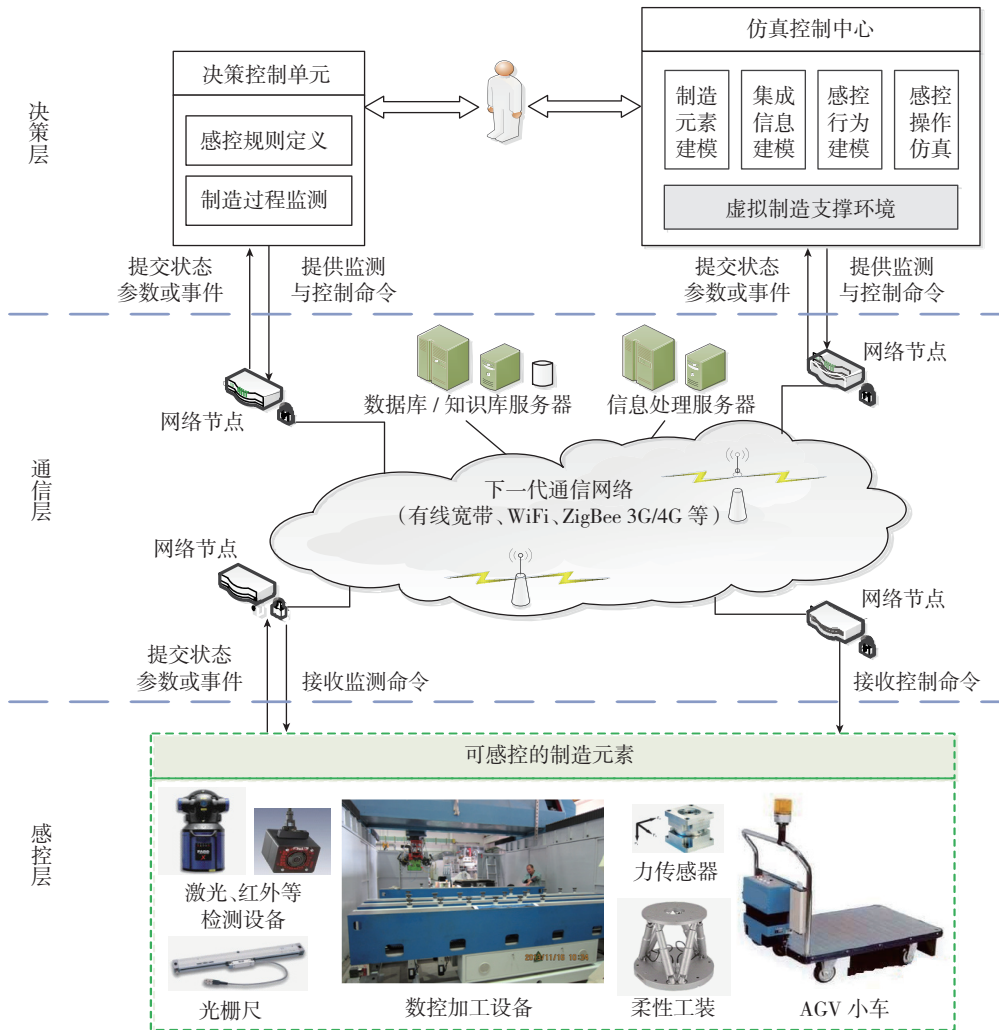 决策层
决策控制单元
感控规则定义
制造过程监测
仿真控制中心
制造
元素
建模
集成
信息
建模
感控
行为
建模
感控
操作
仿真
虚拟制造支撑环境
提交状态
参数或事件
提供监测
与控制命令
提交状态
参数或事件
提供监测
与控制命令
通信层
网络节点
数据库 / 知识库服务器
信息处理服务器
网络节点
下一代通信网络
(有线宽带、WiFi、ZigBee 3G/4G 等)
网络节点
网络节点
提交状态
参数或事件
接收监测命令
接收控制命令
感控层
可感控的制造元素
激光、红外等
检测设备
光栅尺
数控加工设备
力传感器
柔性工装
AGV 小车